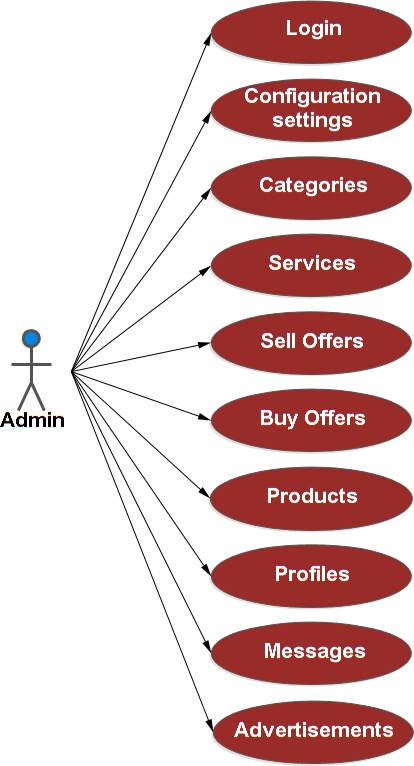 Login
Configuration
settings
Categories
Services
Sell Offers
Admin
Buy Offers
Products
Profiles
Messages
Advertisements